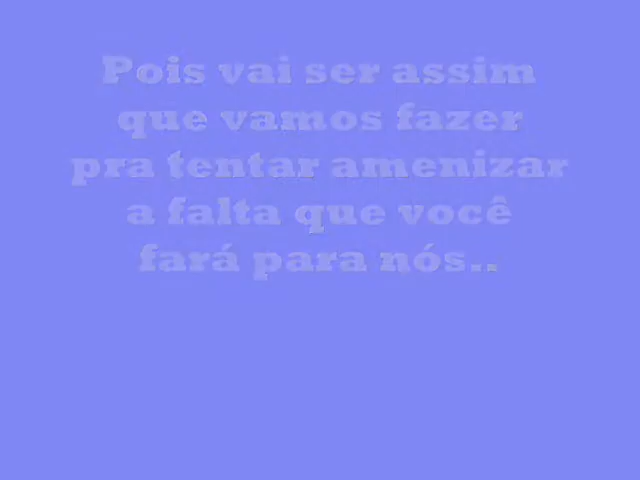 Pois vai ser assim
que vamos fazer
pra tentar amenizar
a falta que você
fará para nós..